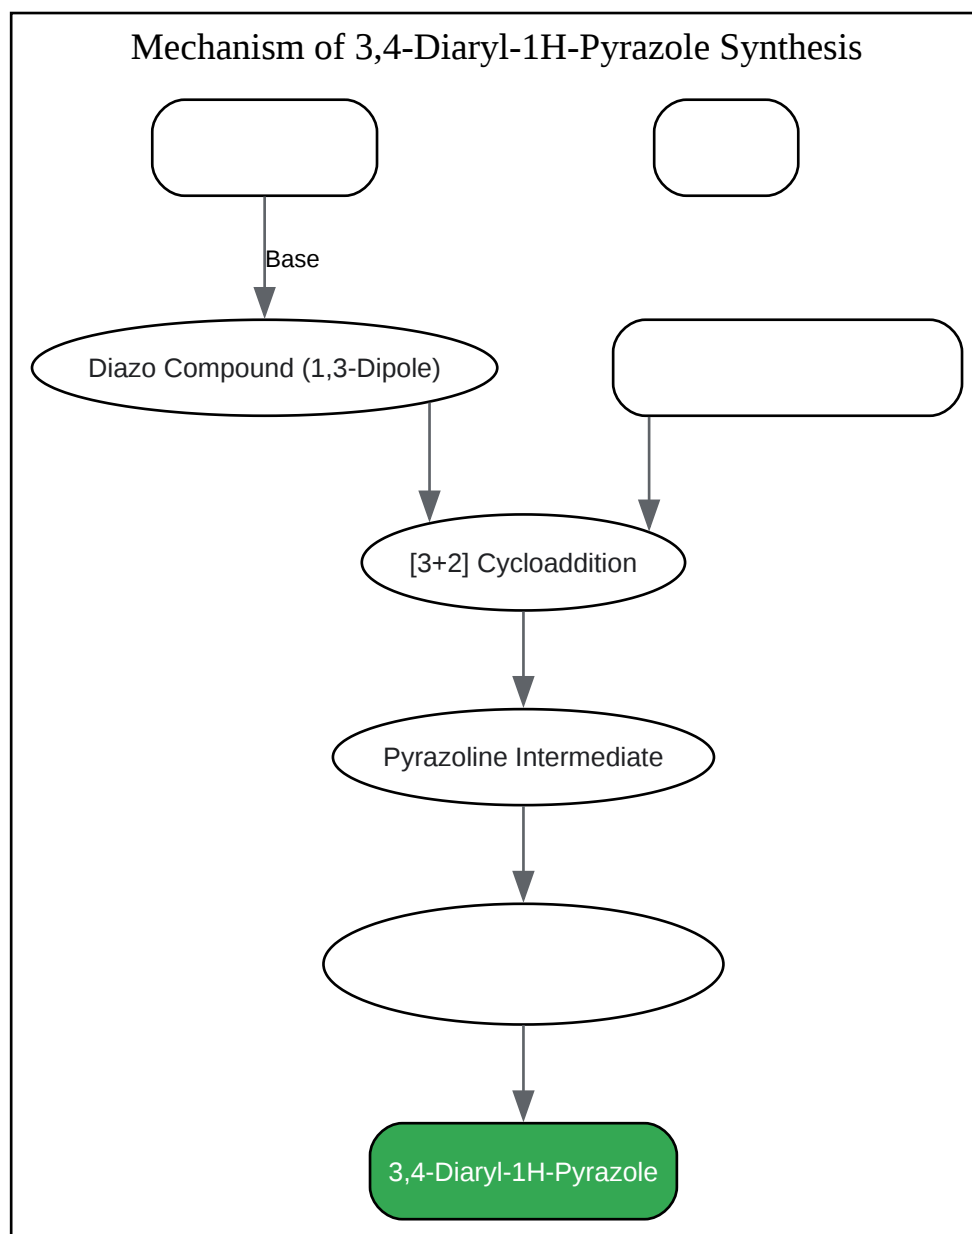 Mechanism of 3,4-Diaryl-1H-Pyrazole Synthesis
Base
Diazo Compound (1,3-Dipole)
[3+2] Cycloaddition
Pyrazoline Intermediate
3,4-Diaryl-1H-Pyrazole